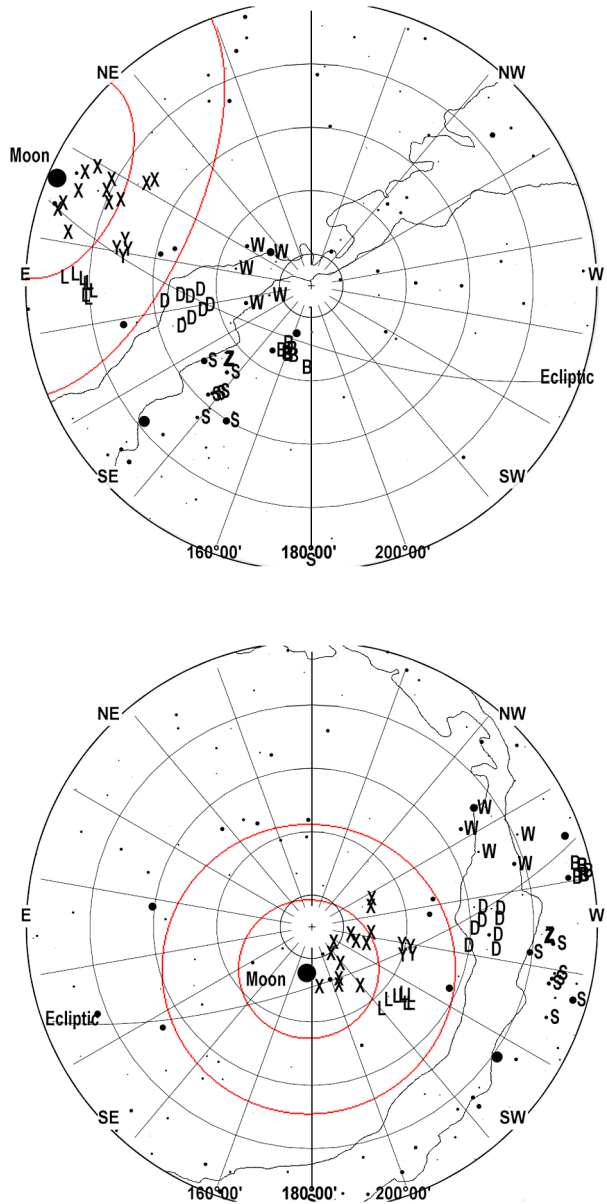 NE NW
Moon
X X X X X
X X X
X X X
X
Y Y Y Y
W W
W
W W
E W
L L L L L L L
D D D D D D D D
B B B B B B
Z
S S
S S S
S S
Ecliptic
SE SW
160°00' 180°00' 200°00'
S
NE NW
W
W W
W W
B B B B B B
X X
E W
D D D D D D D D
X X X X X X
Y Y Y Y
Z
S S
Moon
X X X X X
L L L L L L L
S S S
S S
Ecliptic
SE SW
160°00' 180°00' 200°00'